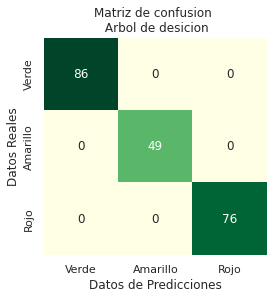 Matriz de confusion
Arbol de desicion
Datos Reales
Verde
86 0 0
Amarillo
0 49 0
Rojo
0 0 76
Verde Amarillo Rojo
Datos de Predicciones